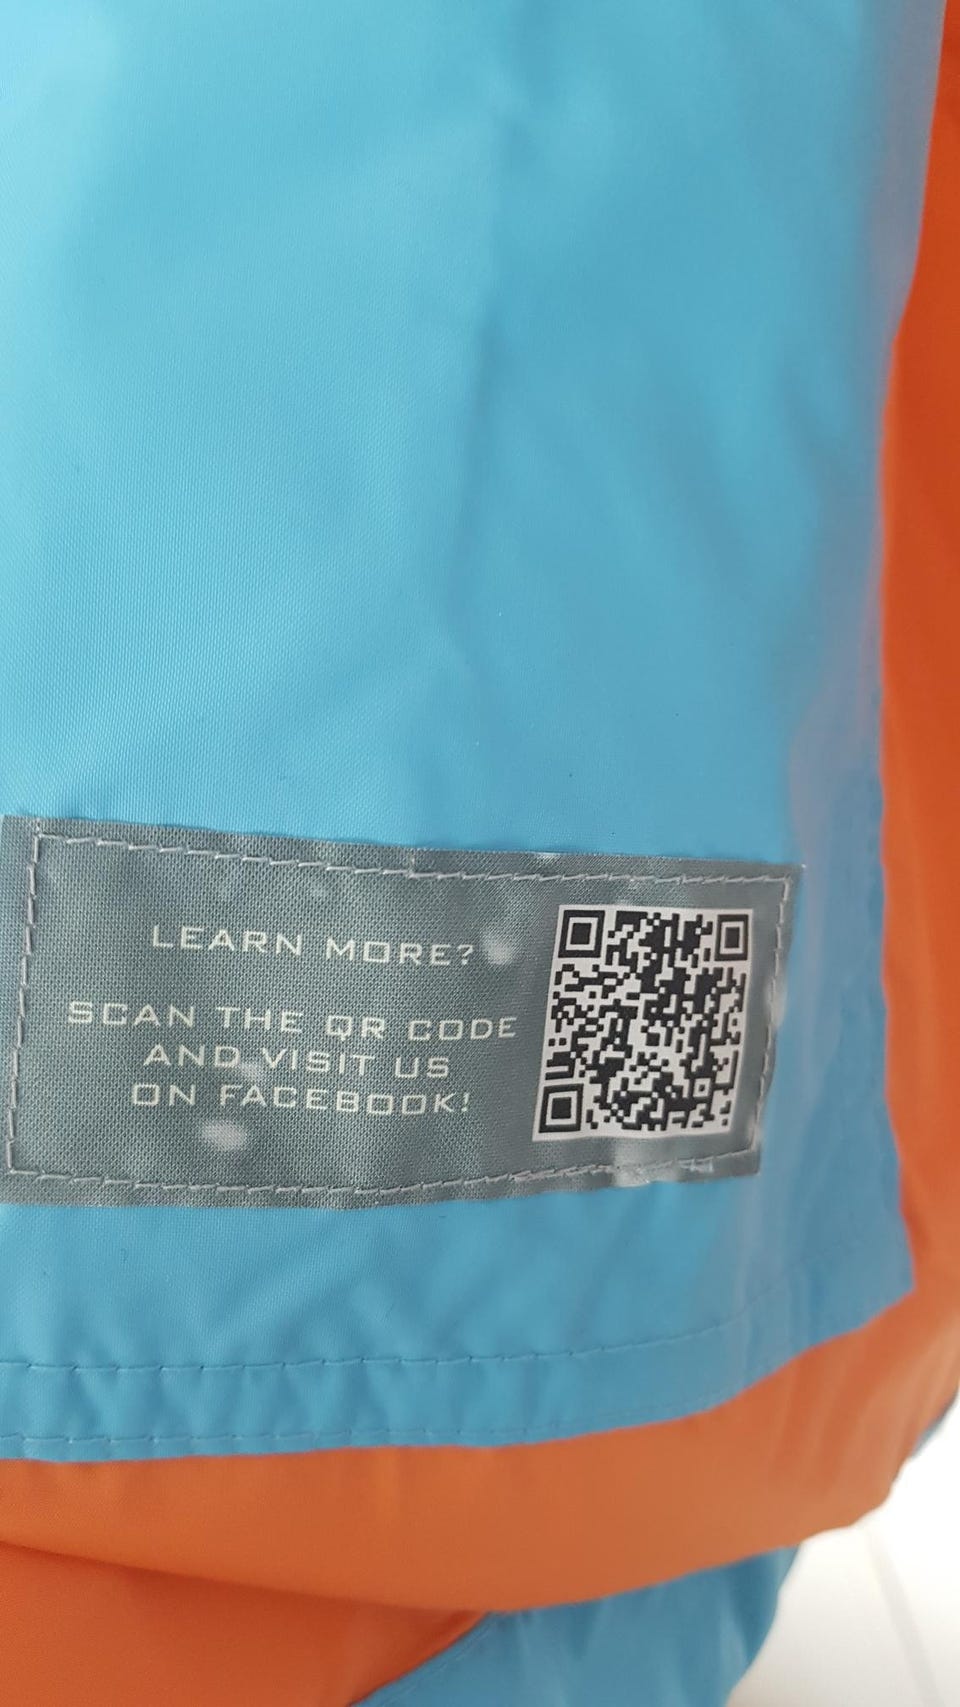 LEARN MORE?
SCAN THE QR CODE
AND VISIT US
ON FACEBOOK!